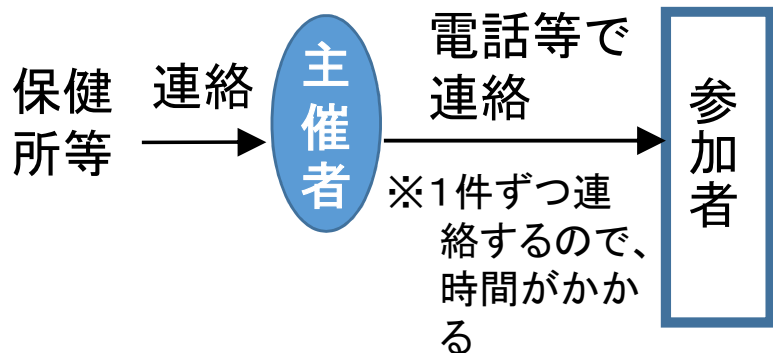 保健
所等
連絡
主催者
電話等で
連絡
※1件ずつ連
絡するので、
時間がかか
る
参加者